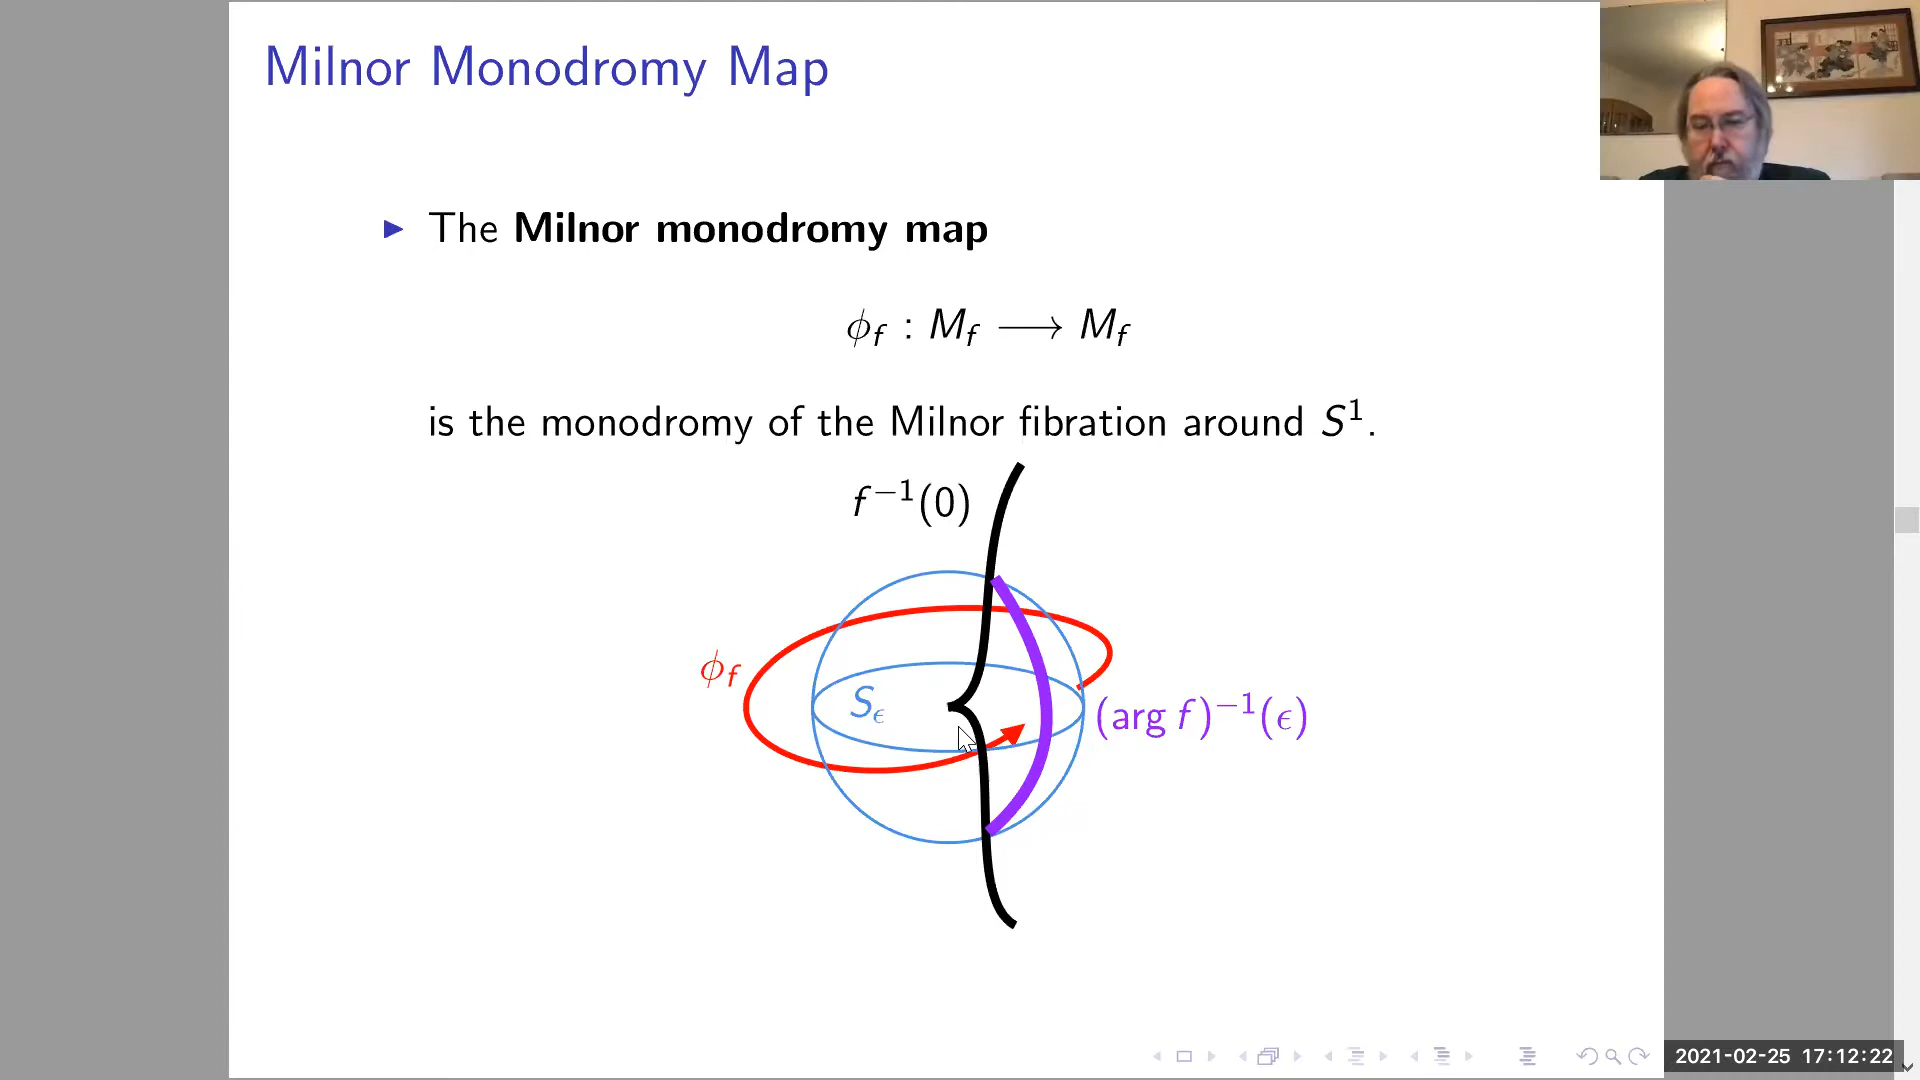 Milnor Monodromy Map
▶ The Milnor monodromy map
ϕ_f : M_f ⟶ M_f
is the monodromy of the Milnor fibration around S¹.
f⁻¹(0)
ϕ_f
S_ϵ
(arg f)⁻¹(ϵ)
2021-02-25 17:12:22